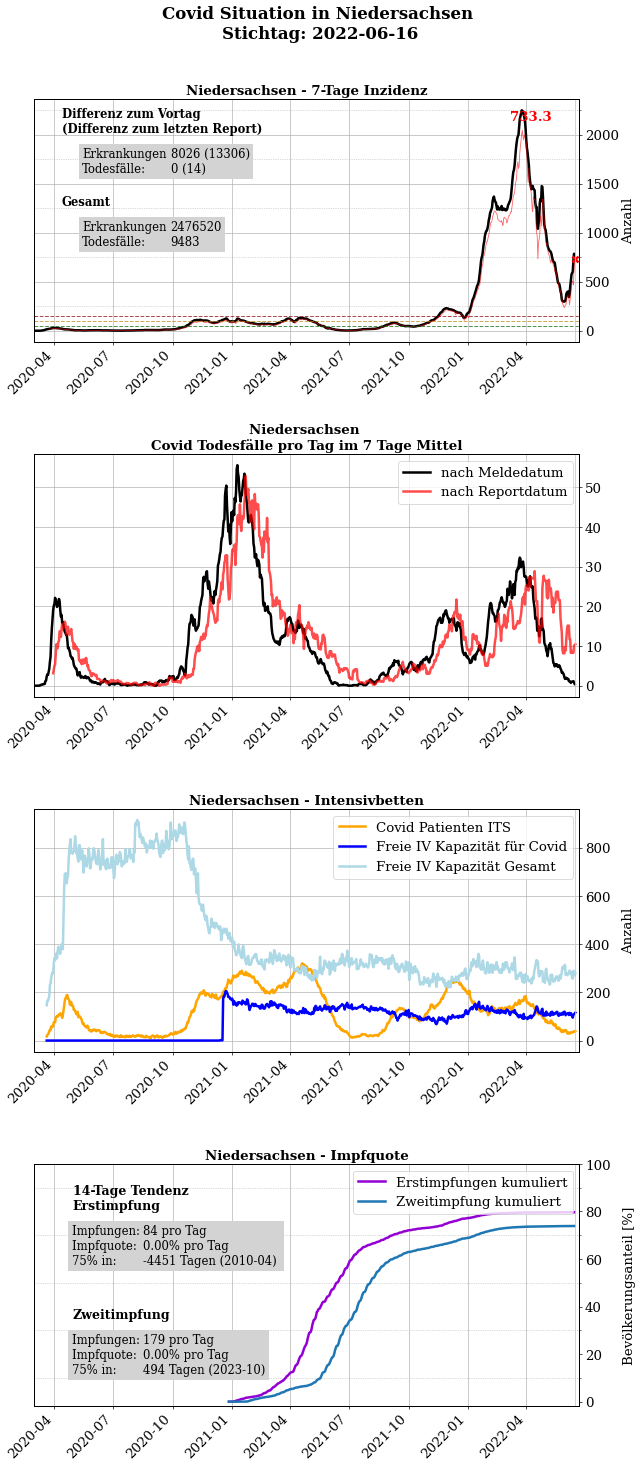 Covid Situation in Niedersachsen
Stichtag: 2022-06-16
Niedersachsen - 7-Tage Inzidenz
Differenz zum Vortag
(Differenz zum letzten Report)
Erkrankungen 8026 (13306)
Todesfälle: 0 (14)
Gesamt
Erkrankungen 2476520
Todesfälle: 9483
733.3
2000
1500
1000
500
0
Anzahl
2020-04
2020-07
2020-10
2021-01
2021-04
2021-07
2021-10
2022-01
2022-04
Niedersachsen
Covid Todesfälle pro Tag im 7 Tage Mittel
nach Meldedatum
nach Reportdatum
50
40
30
20
10
0
2020-04
2020-07
2020-10
2021-01
2021-04
2021-07
2021-10
2022-01
2022-04
Niedersachsen - Intensivbetten
Covid Patienten ITS
Freie IV Kapazität für Covid
Freie IV Kapazität Gesamt
800
600
400
200
0
Anzahl
2020-04
2020-07
2020-10
2021-01
2021-04
2021-07
2021-10
2022-01
2022-04
Niedersachsen - Impfquote
14-Tage Tendenz
Erstimpfung
Impfungen: 84 pro Tag
Impfquote: 0.00% pro Tag
75% in: -4451 Tagen (2010-04)
Zweitimpfung
Impfungen: 179 pro Tag
Impfquote: 0.00% pro Tag
75% in: 494 Tagen (2023-10)
Erstimpfungen kumuliert
Zweitimpfung kumuliert
100
80
60
40
20
0
Bevölkerungsanteil [%]
2020-04
2020-07
2020-10
2021-01
2021-04
2021-07
2021-10
2022-01
2022-04